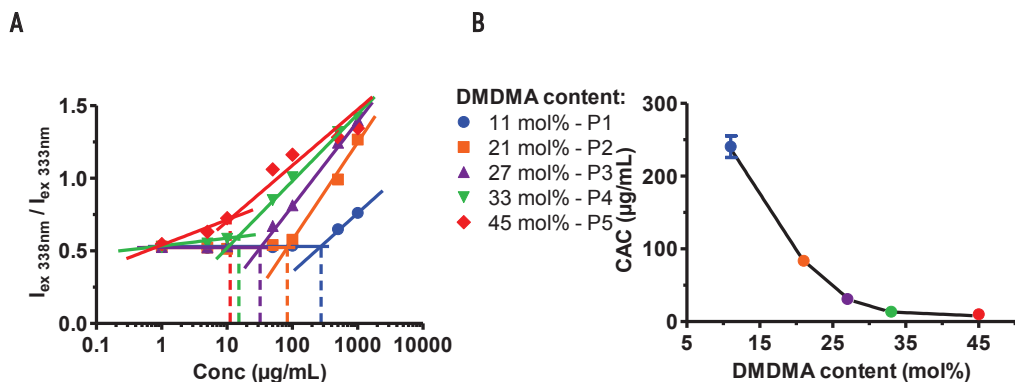 A
I ex 338nm / I ex 333nm
1.5
1.0
0.5
0.0
0.1
1
10
100
1000
10000
Conc (µg/mL)
DMDMA content:
11 mol% - P1
21 mol% - P2
27 mol% - P3
33 mol% - P4
45 mol% - P5
B
CAC (µg/mL)
300
200
100
0
5
15
25
35
45
DMDMA content (mol%)